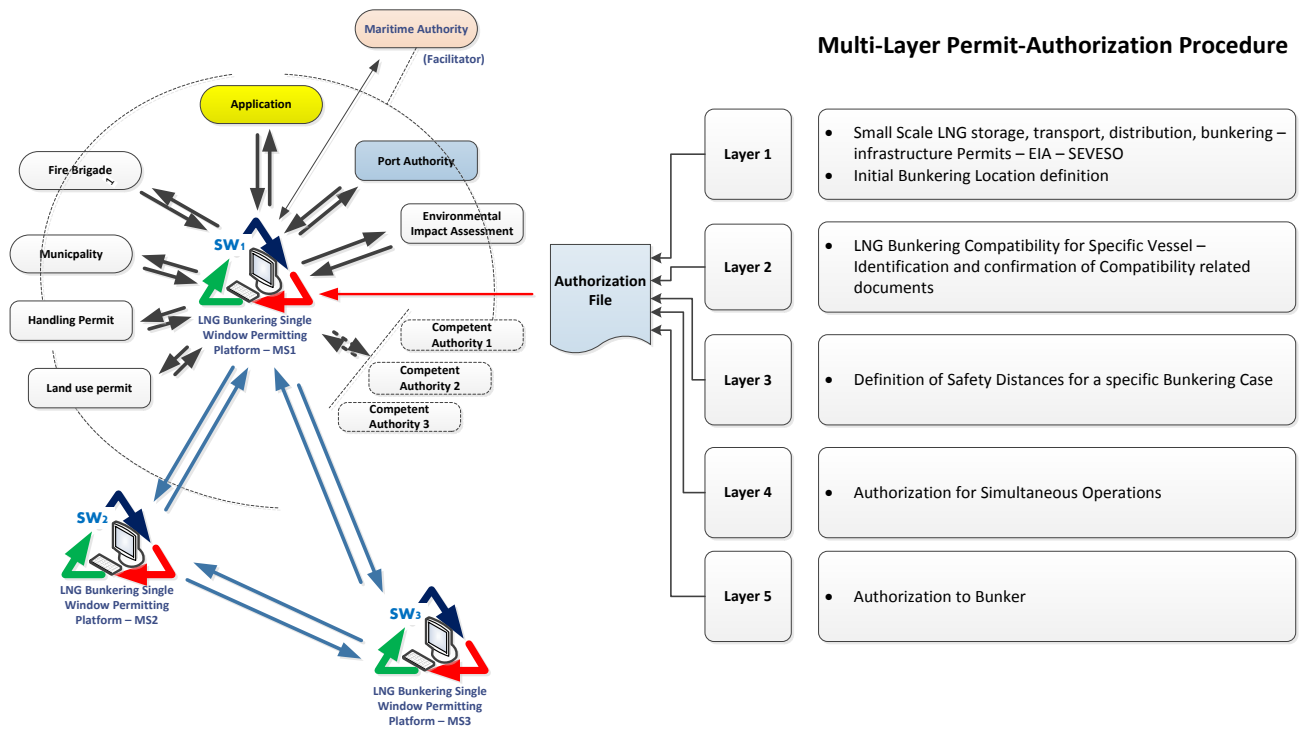 Maritime Authority
(Facilitator)
Application
Fire Brigade
Port Authority
Environmental
Impact Assessment
Municpality
Handling Permit
Land use permit
SW1
LNG Bunkering Single
Window Permitting
Platform – MS1
Competent
Authority 1
Competent
Authority 2
Competent
Authority 3
SW2
LNG Bunkering Single
Window Permitting
Platform – MS2
SW3
LNG Bunkering Single
Window Permitting
Platform – MS3
Authorization
File
Multi-Layer Permit-Authorization Procedure
Layer 1
• Small Scale LNG storage, transport, distribution, bunkering –
infrastructure Permits – EIA – SEVESO
• Initial Bunkering Location definition
Layer 2
• LNG Bunkering Compatibility for Specific Vessel –
Identification and confirmation of Compatibility related
documents
Layer 3
• Definition of Safety Distances for a specific Bunkering Case
Layer 4
• Authorization for Simultaneous Operations
Layer 5
• Authorization to Bunker